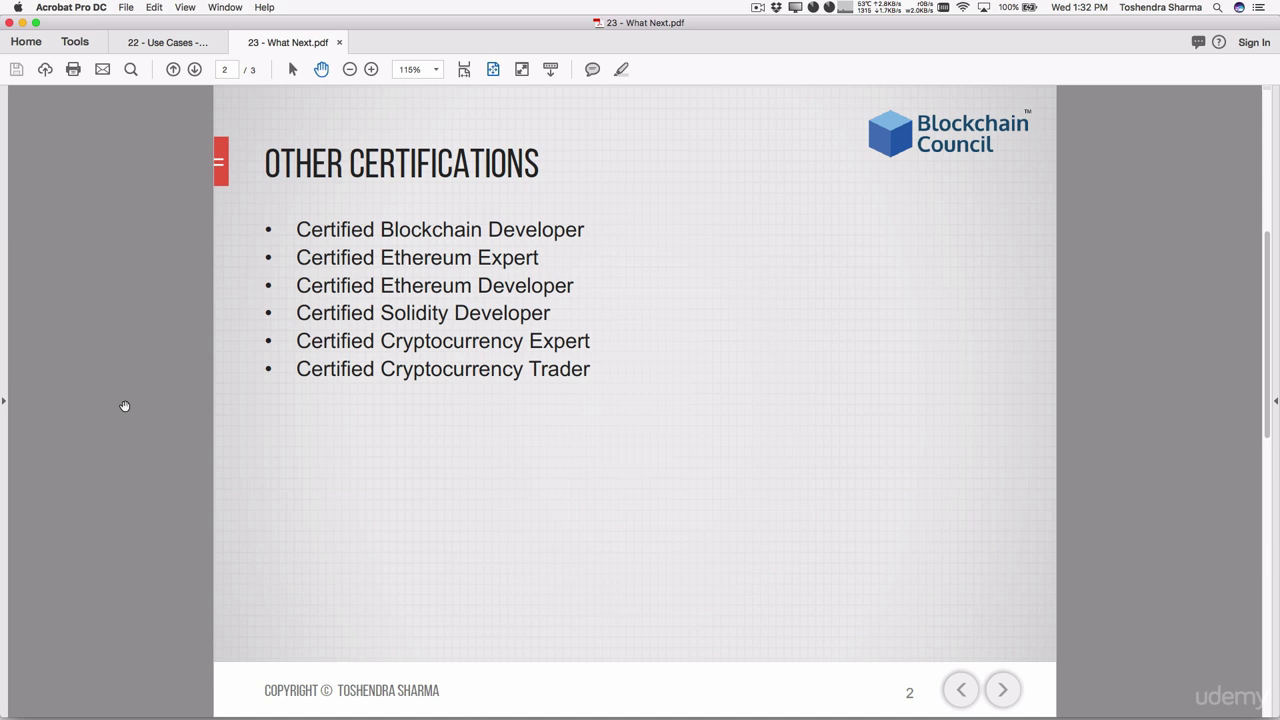 Acrobat Pro DC File Edit View Window Help
53°C ↑2.8KB/s r0B/s
1315 ↓1.7KB/s w2.0KB/s
100% Wed 1:32 PM Toshendra Sharma
23 - What Next.pdf
Home Tools 22 - Use Cases -... 23 - What Next.pdf × Sign In
2 / 3 115%
Blockchain
Council
TM
OTHER CERTIFICATIONS
• Certified Blockchain Developer
• Certified Ethereum Expert
• Certified Ethereum Developer
• Certified Solidity Developer
• Certified Cryptocurrency Expert
• Certified Cryptocurrency Trader
COPYRIGHT © TOSHENDRA SHARMA
2
udemy